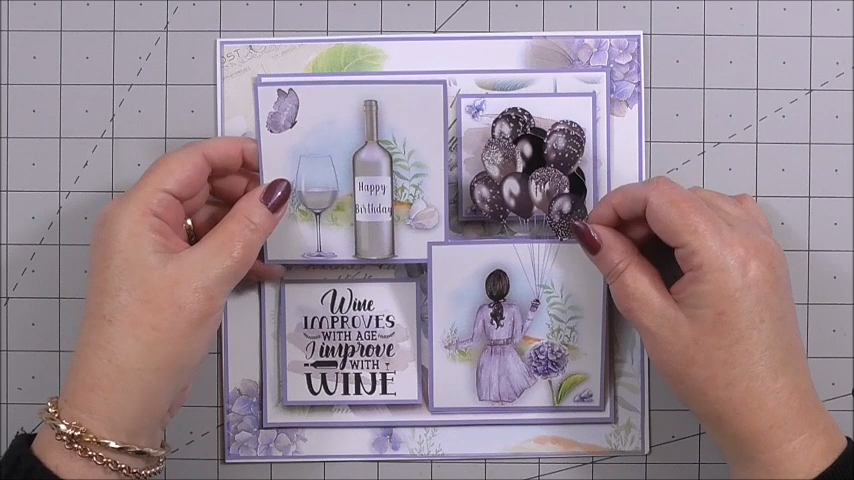 Happy
Birthday
Wine
IMPROVES
WITH AGE
I improve
WITH
WINE